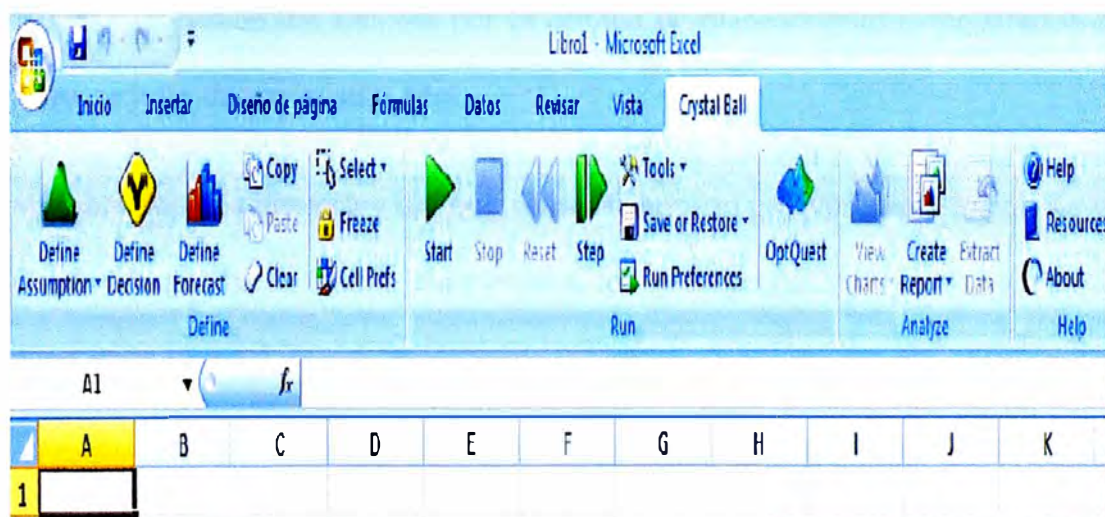 Libro1 - Microsoft Excel
Inicio Insertar Diseño de página Fórmulas Datos Revisar Vista Crystal Ball
Define Assumption Define Decision Define Forecast
Copy
Paste
Clear
Select
Freeze
Cell Prefs
Define
Start Stop Reset Step
Tools
Save or Restore
Run Preferences
OptQuest
Run
View Charts Create Report Extract Data
Analyze
Help
Resources
About
Help
A1 fx
A B C D E F G H I J K
1